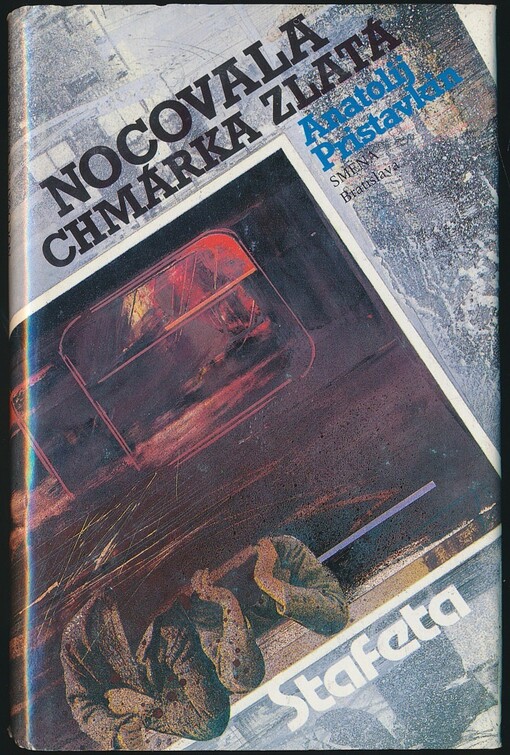 NOCOVALA
CHMÁRKA ZLATÁ
Anatolij
Pristavkin
SMENA
Bratislava
Stafeta